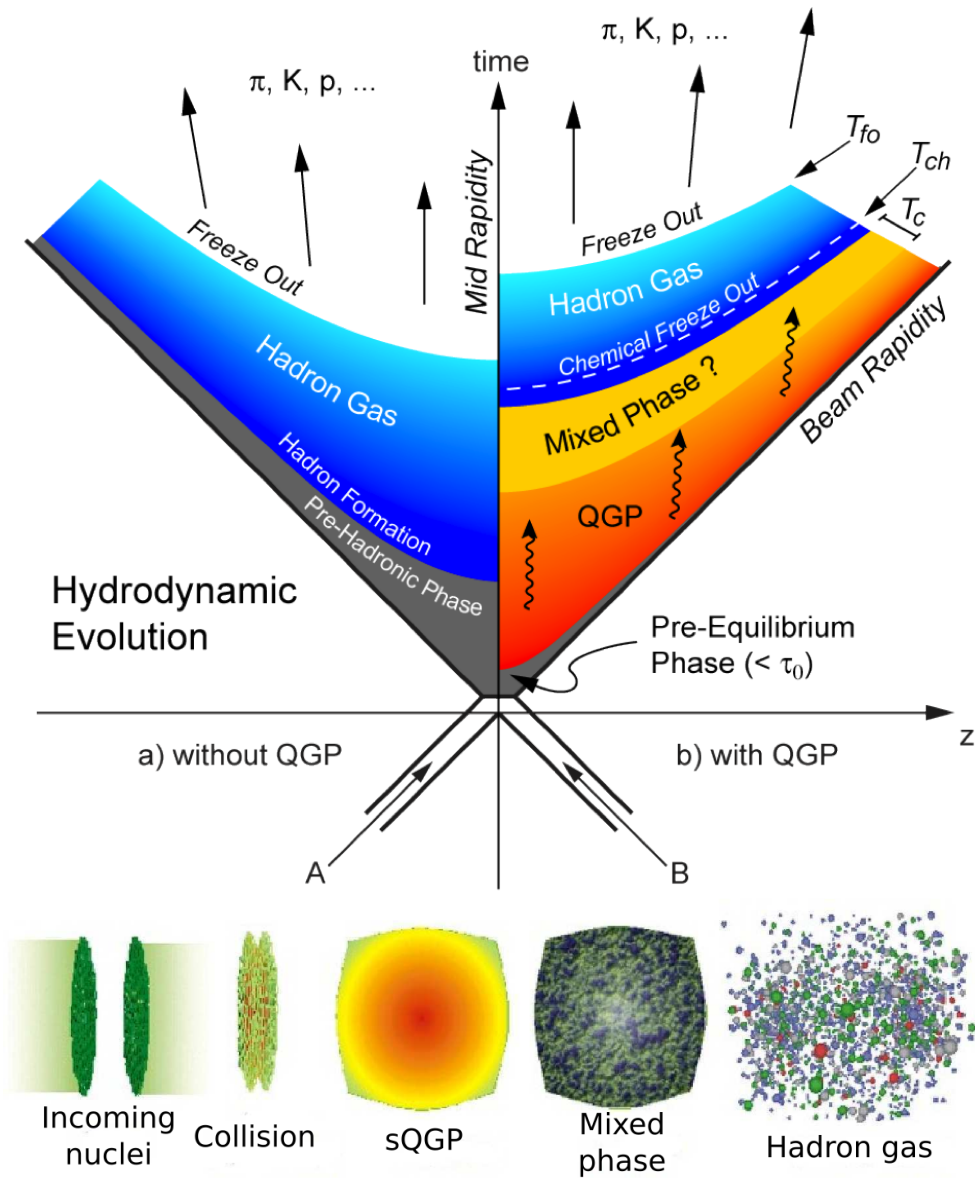 π, K, p, ...
π, K, p, ...
time
Mid Rapidity
T_fo
T_ch
T_c
Freeze Out
Freeze Out
Hadron Gas
Hadron Gas
Chemical Freeze Out
Mixed Phase ?
Beam Rapidity
Hadron Formation
Pre-Hadronic Phase
QGP
Hydrodynamic
Evolution
Pre-Equilibrium
Phase (< τ₀)
z
a) without QGP
b) with QGP
A
B
Incoming
nuclei
Collision
sQGP
Mixed
phase
Hadron gas